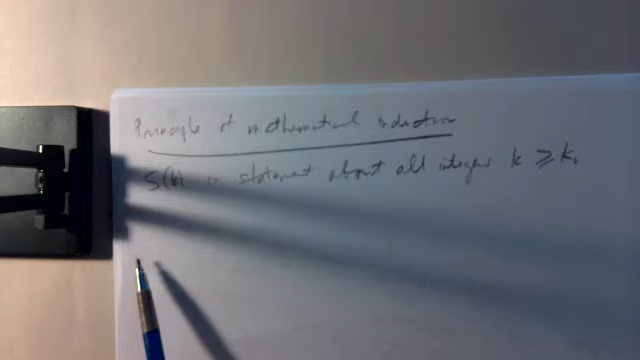 Principle of mathematical induction
S(k) is statement about all integers k ≥ k₀